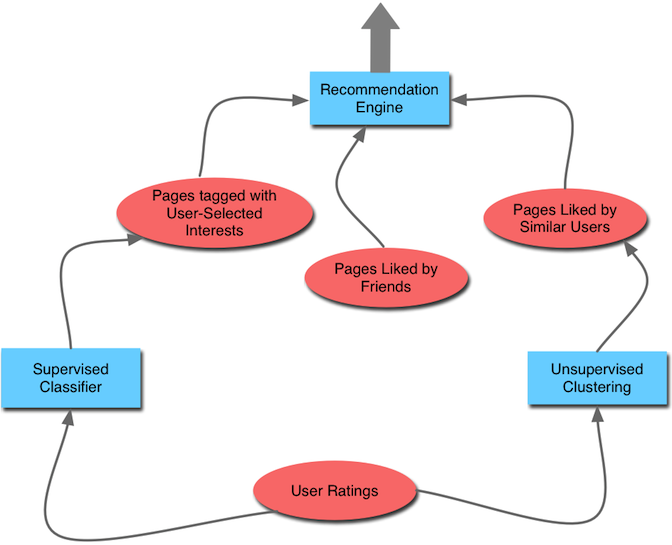 Recommendation
Engine
Pages tagged with
User-Selected
Interests
Pages Liked by
Similar Users
Pages Liked by
Friends
Supervised
Classifier
Unsupervised
Clustering
User Ratings